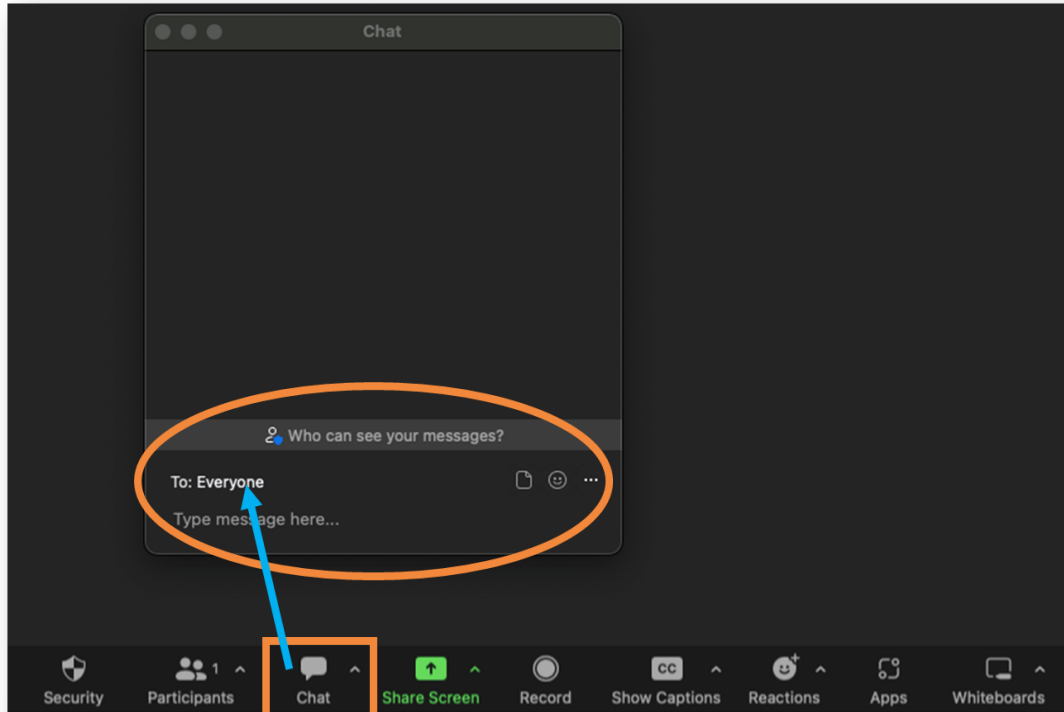 Chat
Who can see your messages?
To: Everyone
Type message here...
1
CC
Security Participants Chat Share Screen Record Show Captions Reactions Apps Whiteboards